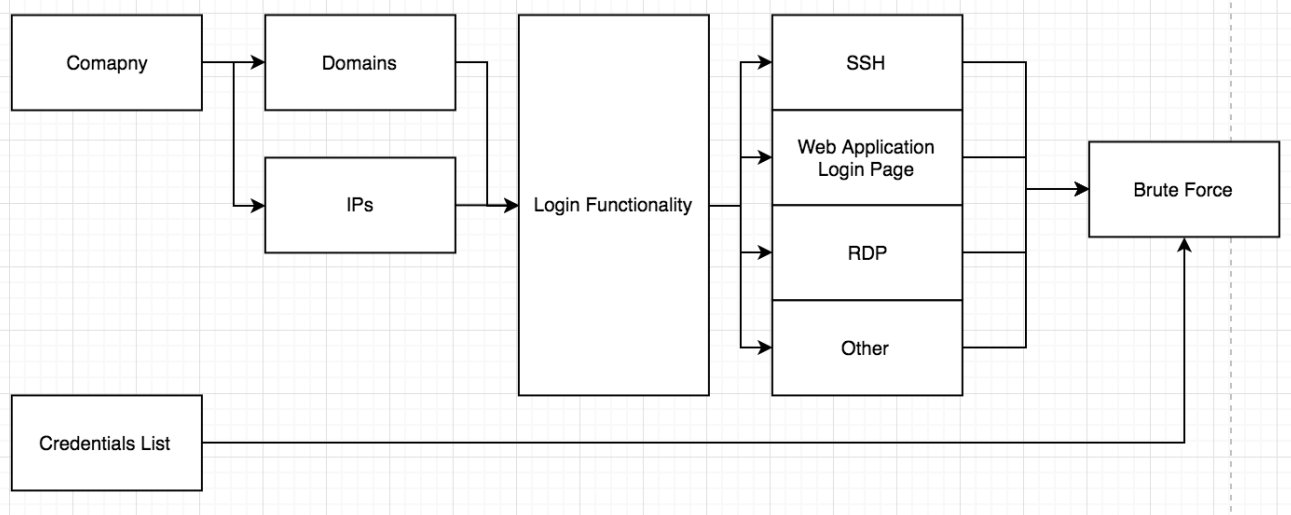 Comapny
Domains
IPs
Login Functionality
SSH
Web Application
Login Page
RDP
Other
Brute Force
Credentials List